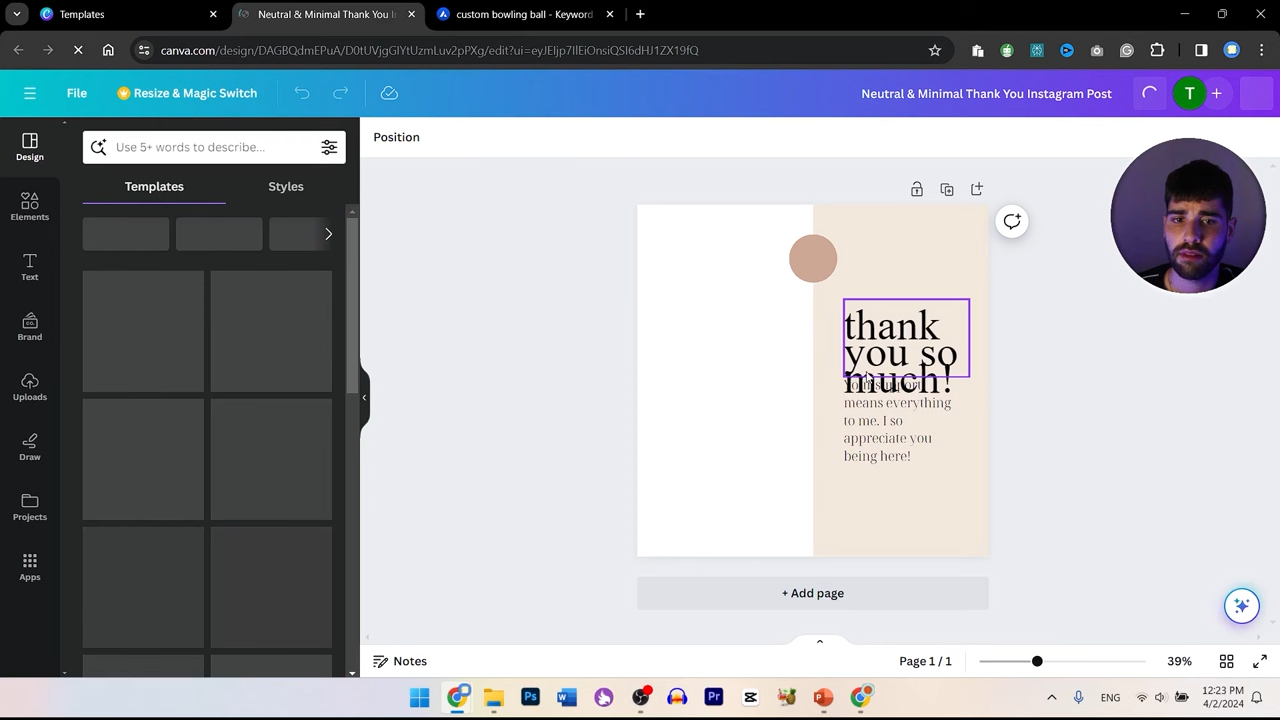 Templates
Neutral & Minimal Thank You I
custom bowling ball - Keyword
canva.com/design/DAGBQdmEPuA/D0tUVjgGlYtUzmLuv2pPXg/edit?ui=eyJEIjp7IlEiOnsiQSI6dHJ1ZX19fQ
File
Resize & Magic Switch
Neutral & Minimal Thank You Instagram Post
T
Design
Use 5+ words to describe...
Position
Templates
Styles
Elements
Text
Brand
Uploads
Draw
Projects
Apps
thank
you so
much!
Your support
means everything
to me. I so
appreciate you
being here!
+ Add page
Notes
Page 1 / 1
39%
ENG
12:23 PM
4/2/2024